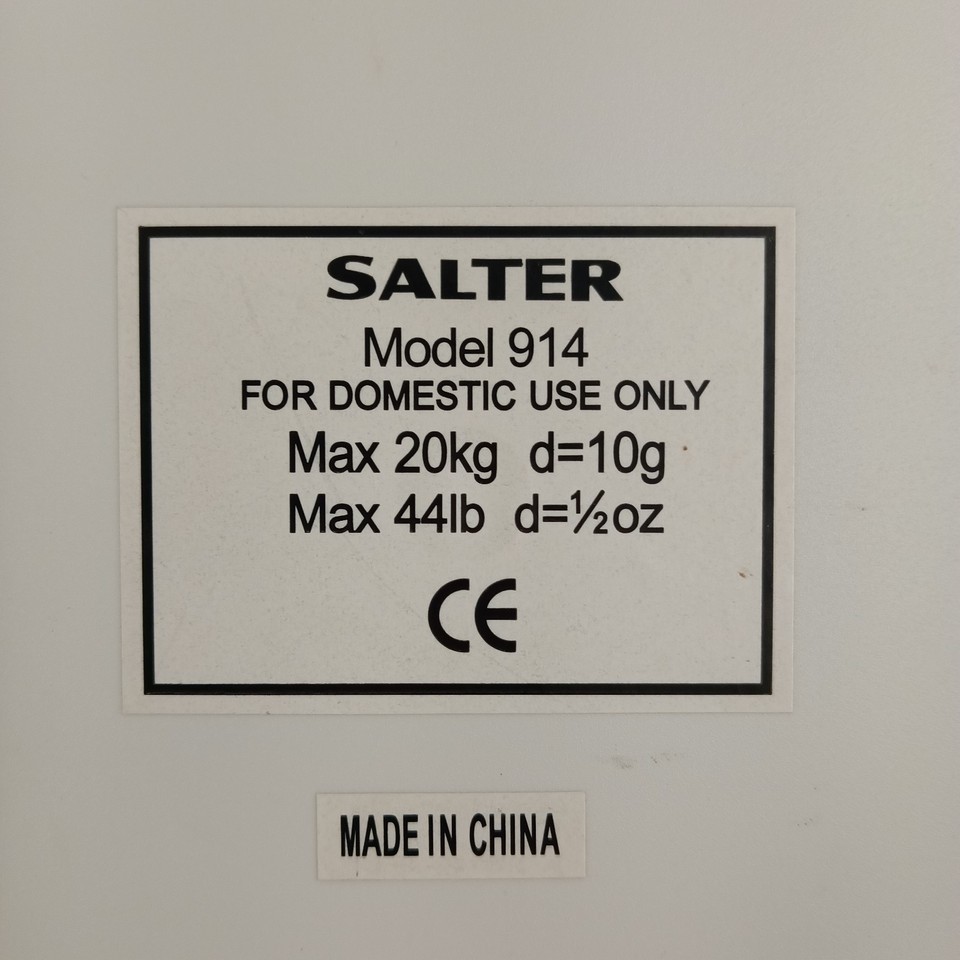 SALTER
Model 914
FOR DOMESTIC USE ONLY
Max 20kg d=10g
Max 44lb d=½oz
CE
MADE IN CHINA